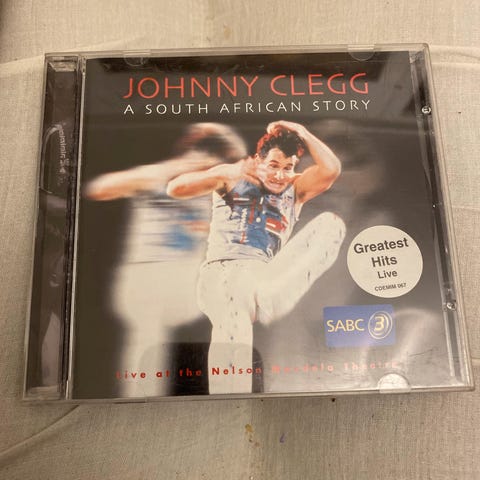 JOHNNY CLEGG
A SOUTH AFRICAN STORY
Greatest
Hits
Live
CDEMIM 067
SABC 3
Live at the Nelson Mandela Theatre